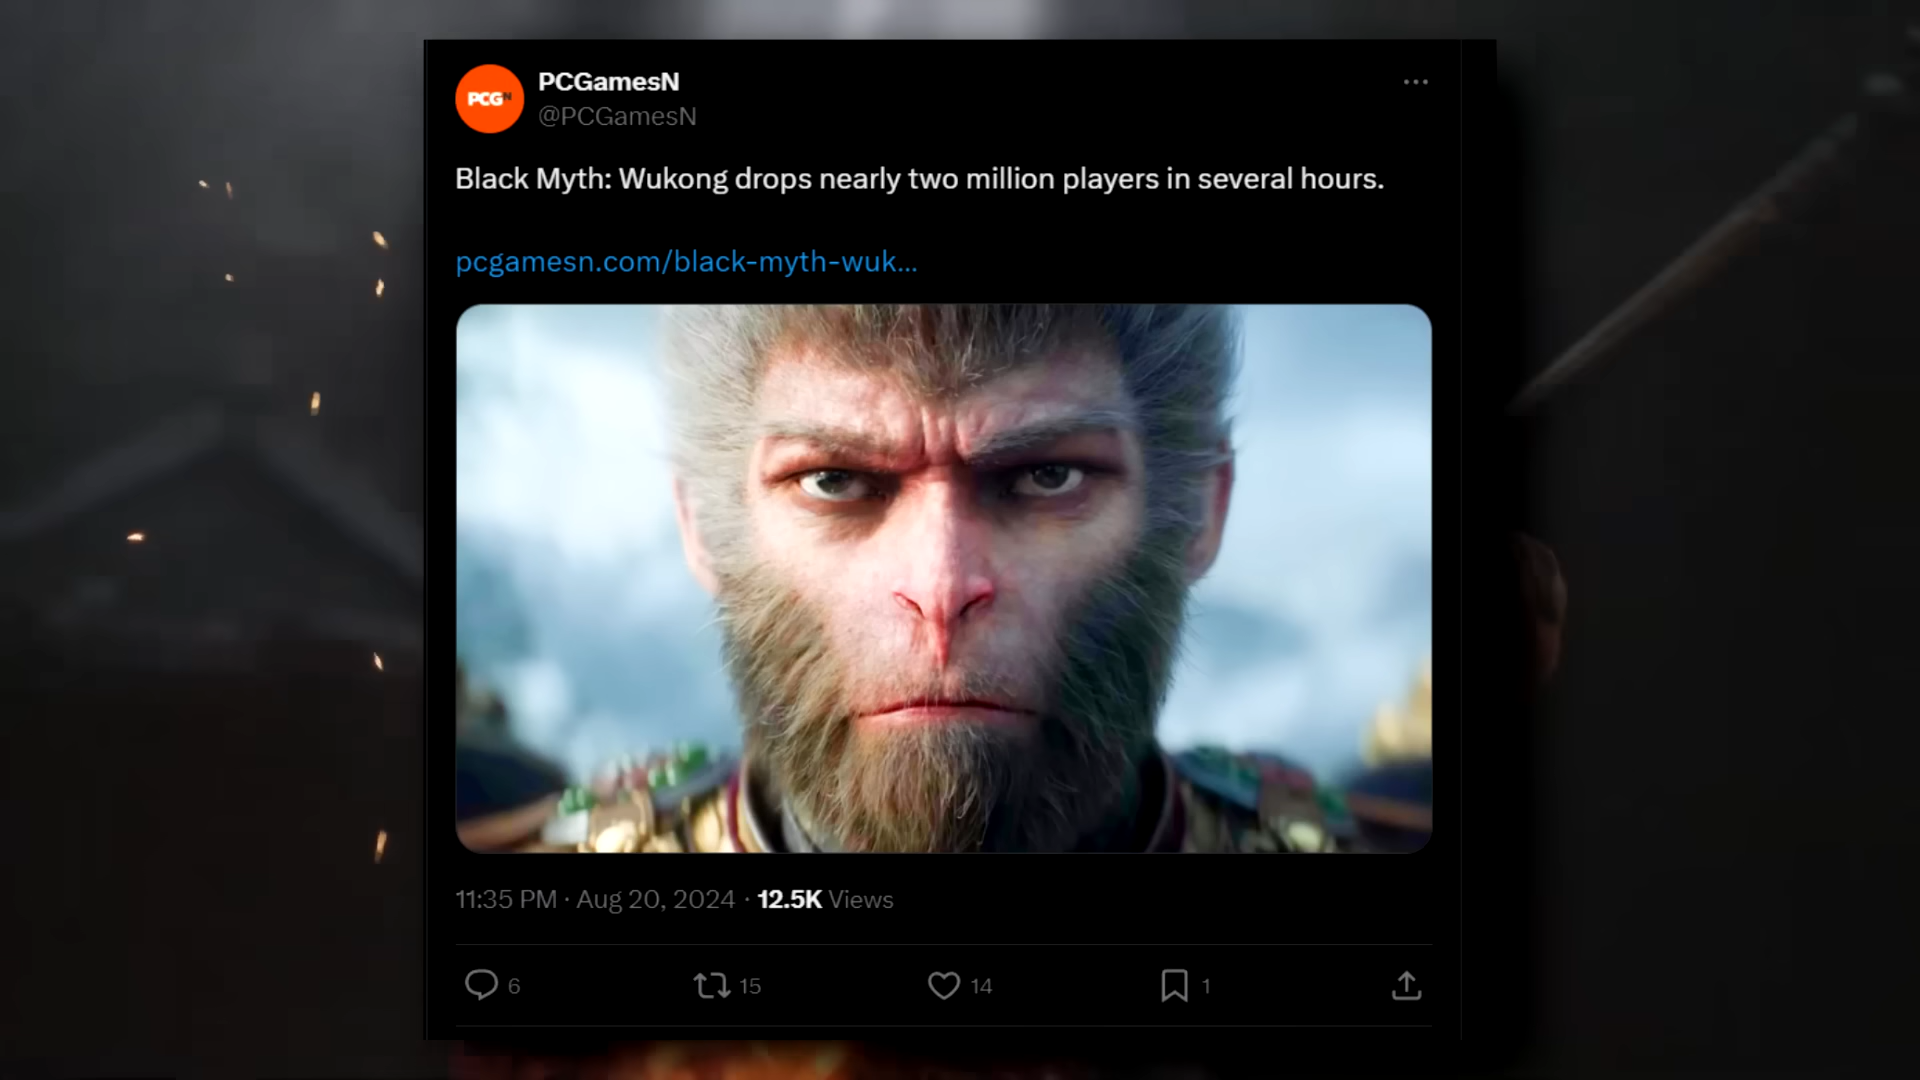 PCGN
PCGamesN
@PCGamesN
Black Myth: Wukong drops nearly two million players in several hours.
pcgamesn.com/black-myth-wuk...
11:35 PM · Aug 20, 2024 · 12.5K Views
6 15 14 1